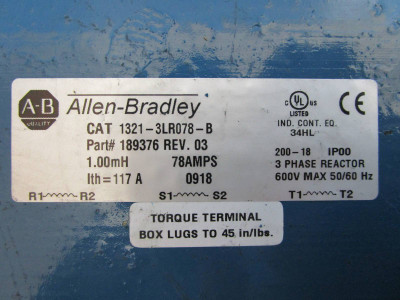 A-B Allen-Bradley
QUALITY
CAT 1321-3LR078-B
Part# 189376 REV. 03
1.00mH 78AMPS
Ith=117 A 0918
R1 R2 S1 S2 T1 T2
C UL US
LISTED
IND. CONT. EQ.
34HL
CE
200-18 IP00
3 PHASE REACTOR
600V MAX 50/60 Hz
TORQUE TERMINAL
BOX LUGS TO 45 in/lbs.